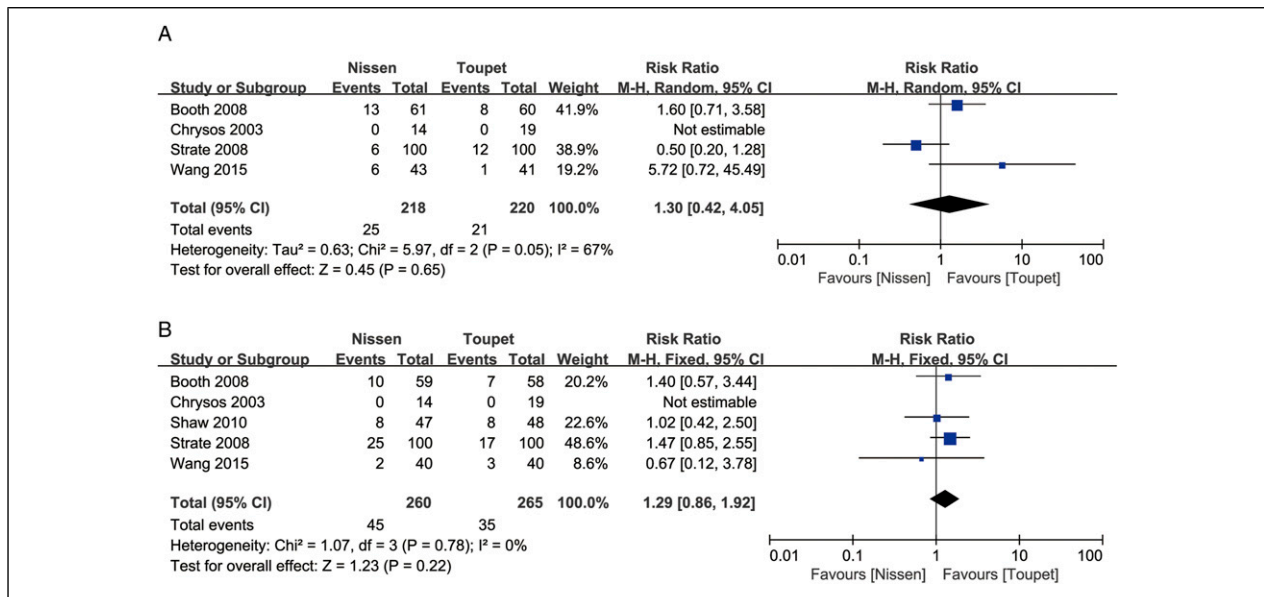 A
Nissen Toupet Risk Ratio Risk Ratio
Study or Subgroup Events Total Events Total Weight M-H, Random, 95% CI M-H, Random, 95% CI
Booth 2008 13 61 8 60 41.9% 1.60 [0.71, 3.58]
Chrysos 2003 0 14 0 19 Not estimable
Strate 2008 6 100 12 100 38.9% 0.50 [0.20, 1.28]
Wang 2015 6 43 1 41 19.2% 5.72 [0.72, 45.49]
Total (95% CI) 218 220 100.0% 1.30 [0.42, 4.05]
Total events 25 21
Heterogeneity: Tau² = 0.63; Chi² = 5.97, df = 2 (P = 0.05); I² = 67%
Test for overall effect: Z = 0.45 (P = 0.65)
0.01 0.1 1 10 100
Favours [Nissen] Favours [Toupet]
B
Nissen Toupet Risk Ratio Risk Ratio
Study or Subgroup Events Total Events Total Weight M-H, Fixed, 95% CI M-H, Fixed, 95% CI
Booth 2008 10 59 7 58 20.2% 1.40 [0.57, 3.44]
Chrysos 2003 0 14 0 19 Not estimable
Shaw 2010 8 47 8 48 22.6% 1.02 [0.42, 2.50]
Strate 2008 25 100 17 100 48.6% 1.47 [0.85, 2.55]
Wang 2015 2 40 3 40 8.6% 0.67 [0.12, 3.78]
Total (95% CI) 260 265 100.0% 1.29 [0.86, 1.92]
Total events 45 35
Heterogeneity: Chi² = 1.07, df = 3 (P = 0.78); I² = 0%
Test for overall effect: Z = 1.23 (P = 0.22)
0.01 0.1 1 10 100
Favours [Nissen] Favours [Toupet]